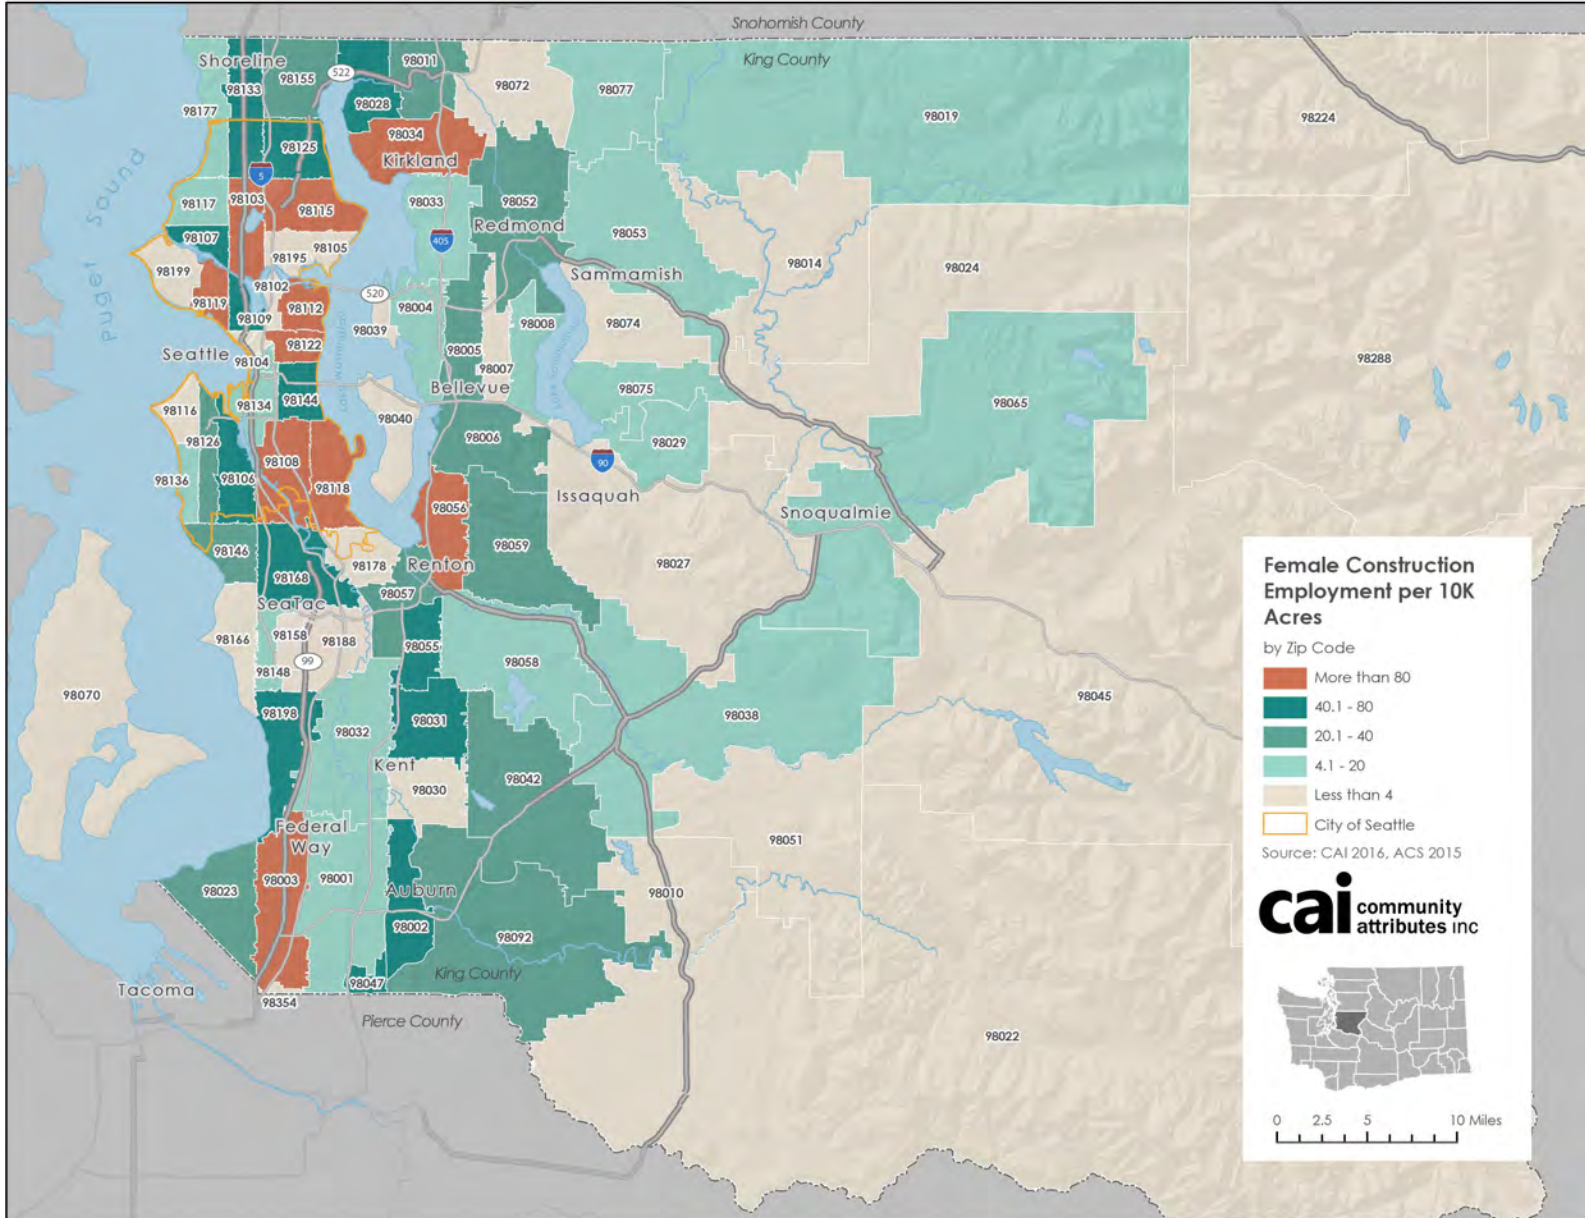 Snohomish County
King County
Shoreline
98133
98155
522
98011
98072
98077
98019
98224
98177
98028
98125
98034
Kirkland
Puget Sound
5
98117
98103
98115
98033
98052
Redmond
98107
98105
98195
405
98053
98199
98102
98014
98024
Sammamish
98119
98112
520
98004
98109
98039
98008
98074
98122
98005
98288
Seattle
98104
98007
Bellevue
Lake Washington
Lake Sammamish
98075
98134
98144
98116
98040
98065
98126
98006
98029
98108
90
98136
98106
98118
Issaquah
98056
Snoqualmie
98146
98059
98178
Renton
98027
98168
98057
SeaTac
98166
98158
98188
98055
98148
99
98058
98070
98045
98198
98031
98038
98032
Kent
98042
98030
Federal
Way
98051
98023
98003
98001
Auburn
98010
98002
98092
King County
98047
Tacoma
98354
Pierce County
98022
Female Construction
Employment per 10K
Acres
by Zip Code
More than 80
40.1 - 80
20.1 - 40
4.1 - 20
Less than 4
City of Seattle
Source: CAI 2016, ACS 2015
cai community
attributes inc
0 2.5 5 10 Miles